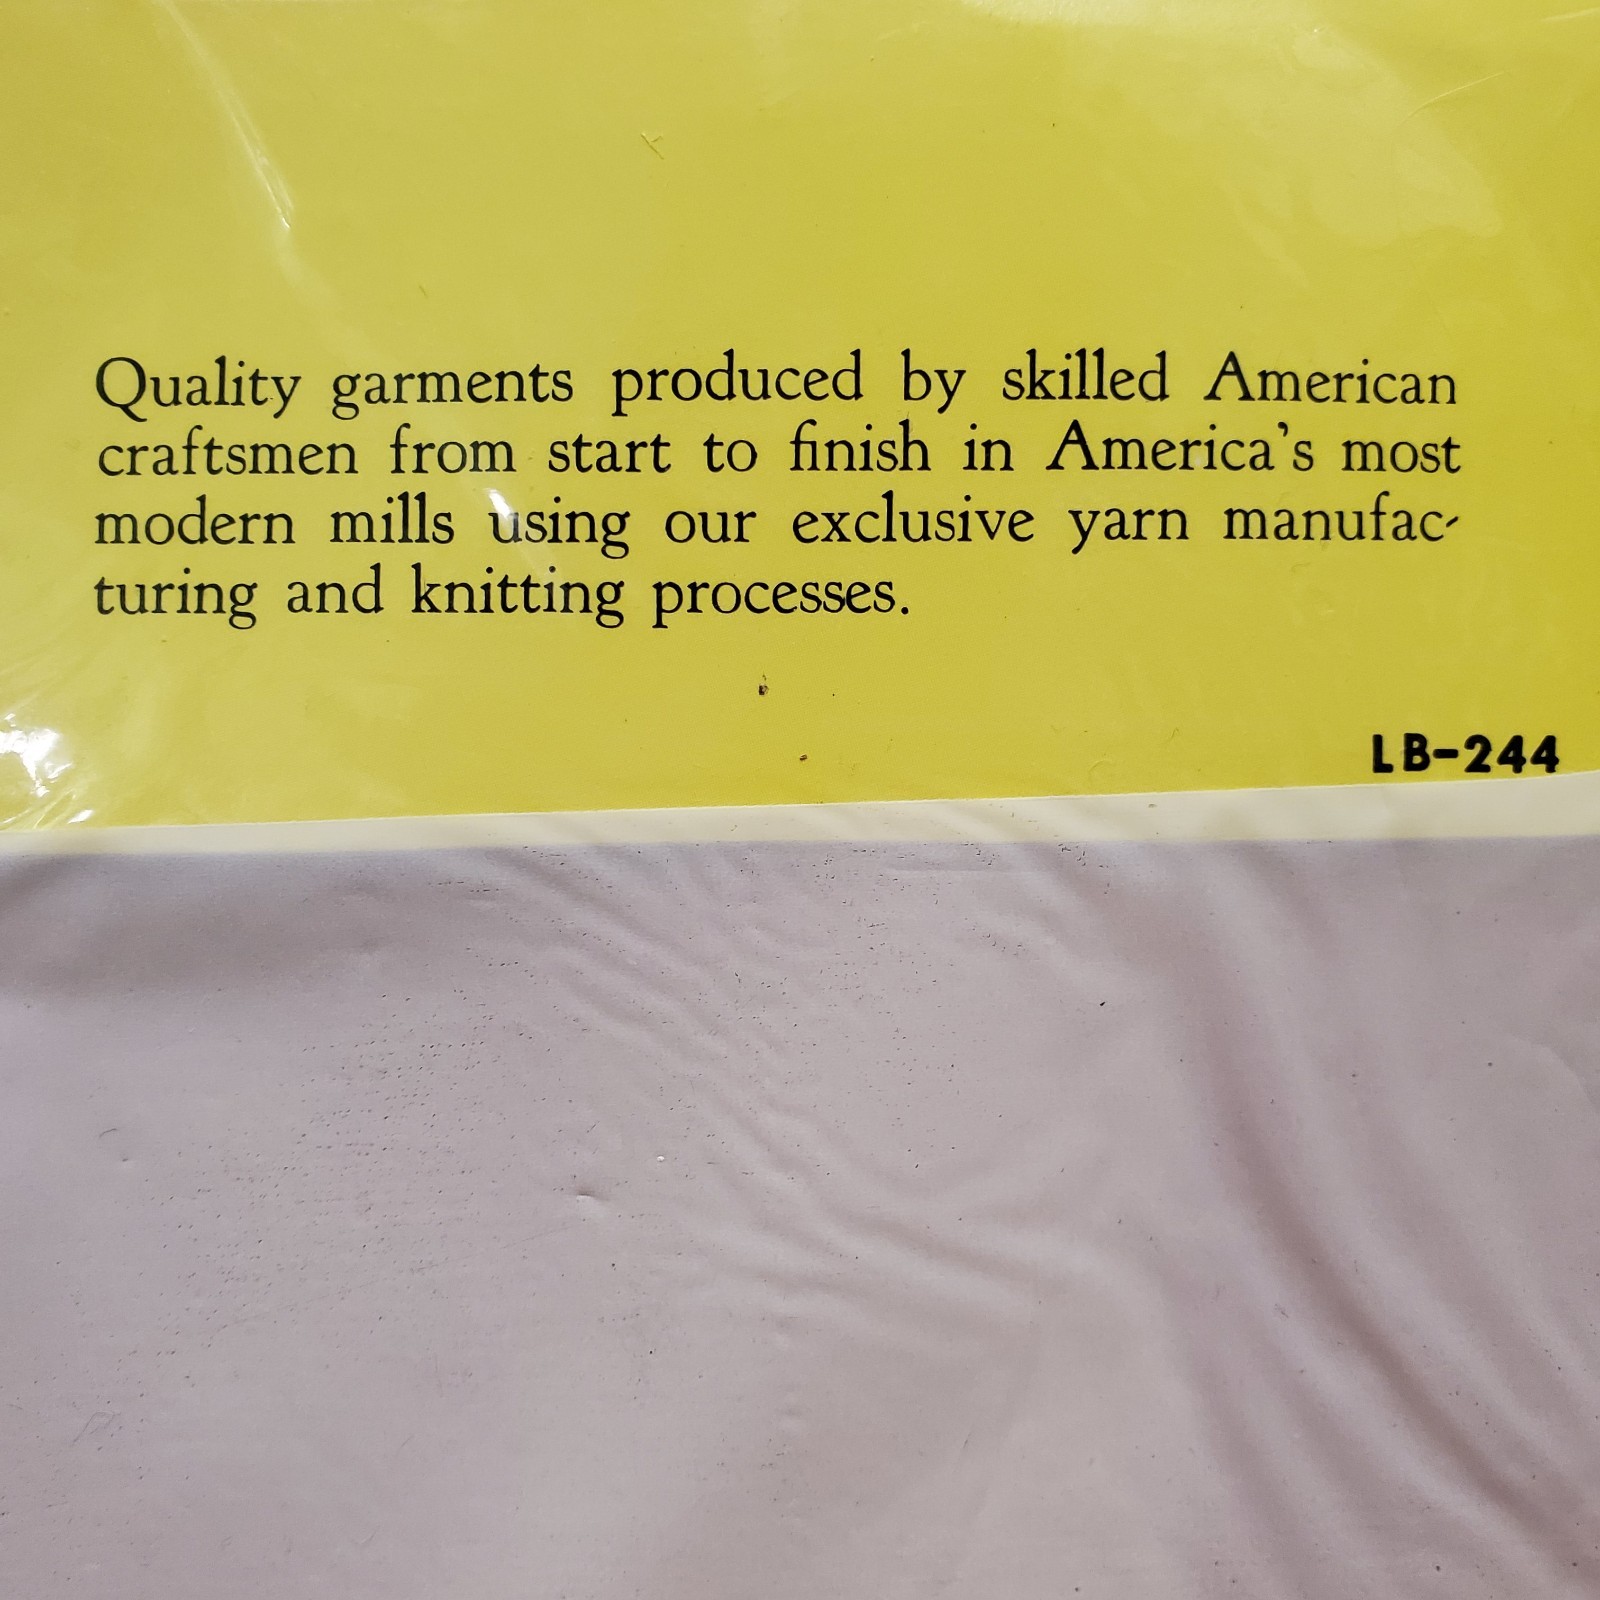 Quality garments produced by skilled American
craftsmen from start to finish in America's most
modern mills using our exclusive yarn manufac-
turing and knitting processes.
LB-244